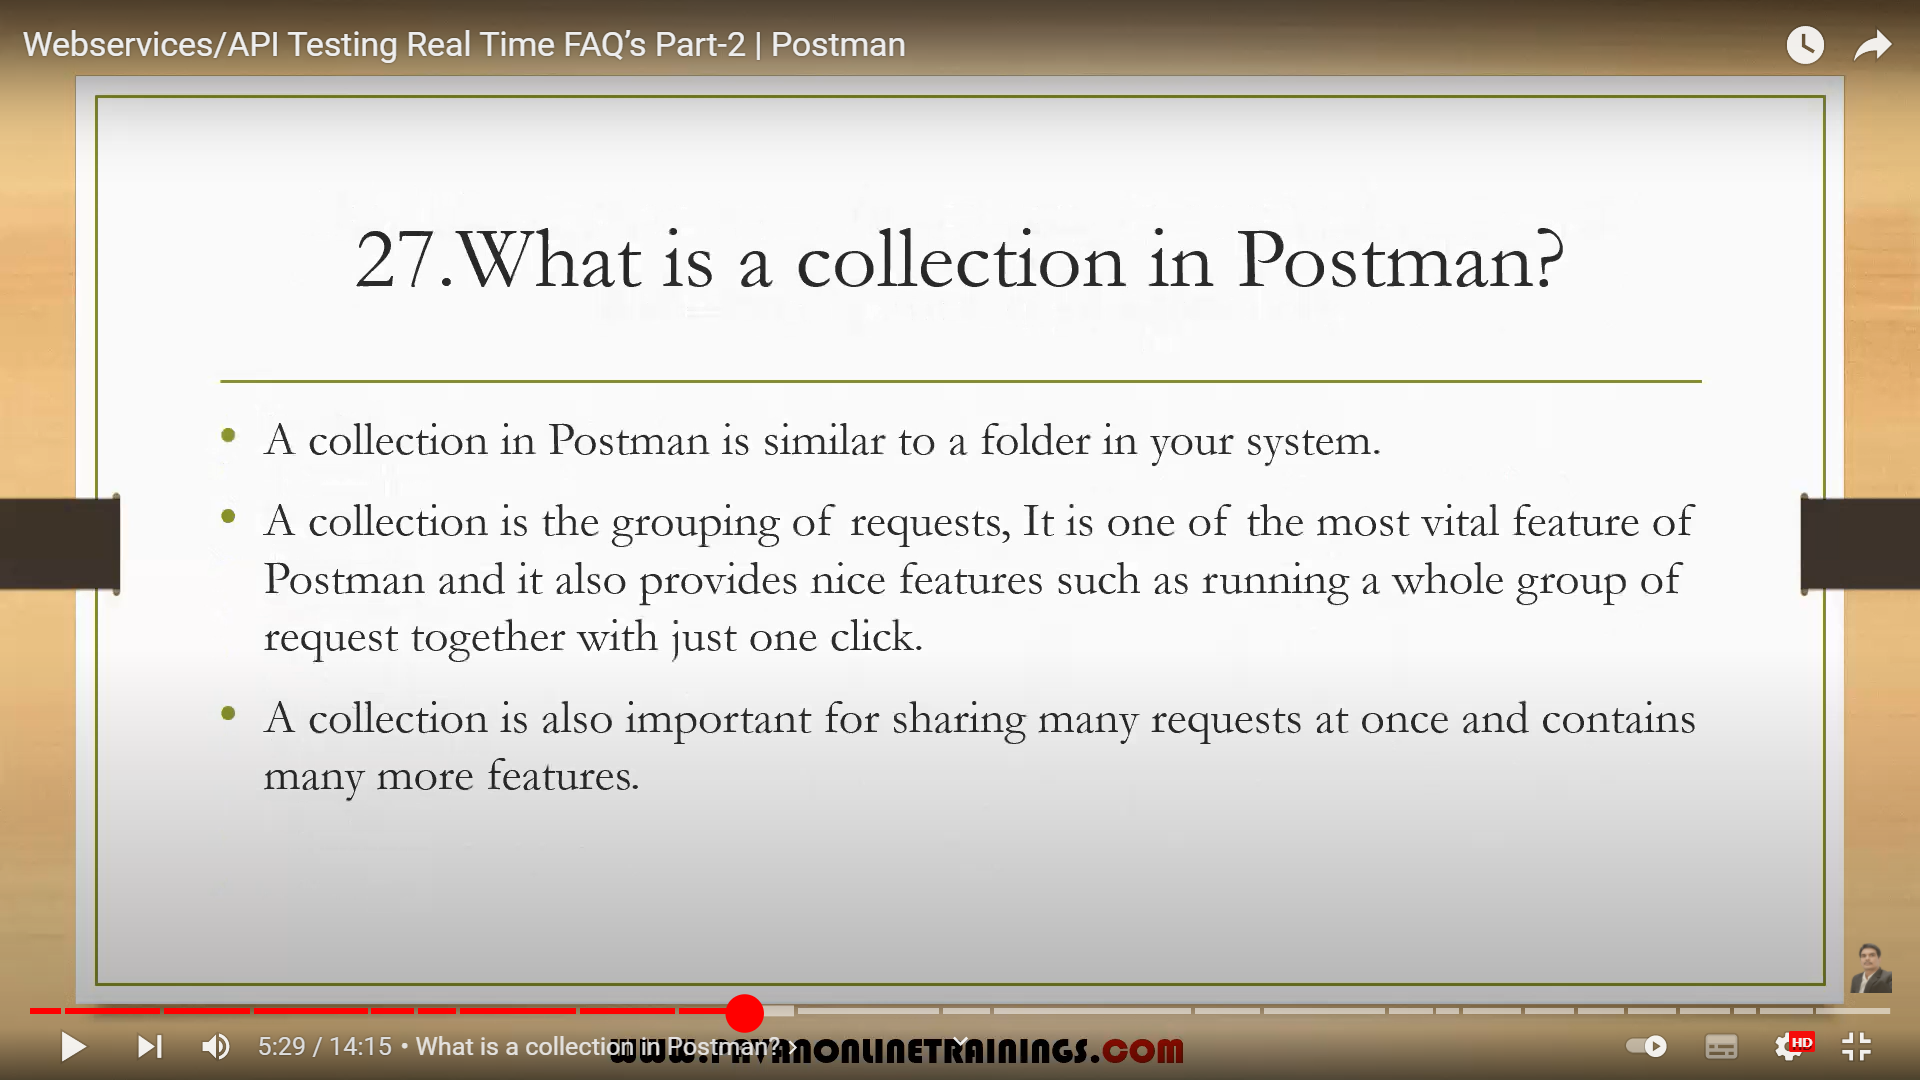 Webservices/API Testing Real Time FAQ’s Part-2 | Postman
27.What is a collection in Postman?
• A collection in Postman is similar to a folder in your system.
• A collection is the grouping of requests, It is one of the most vital feature of
Postman and it also provides nice features such as running a whole group of
request together with just one click.
• A collection is also important for sharing many requests at once and contains
many more features.
5:29 / 14:15 • What is a collection in Postman? ›
WWW.PAVANONLINETRAININGS.COM
HD